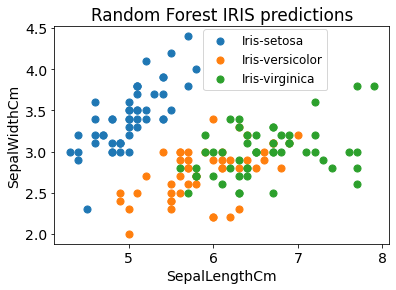 Random Forest IRIS predictions
Iris-setosa
Iris-versicolor
Iris-virginica
SepalWidthCm
4.5
4.0
3.5
3.0
2.5
2.0
5
6
7
8
SepalLengthCm